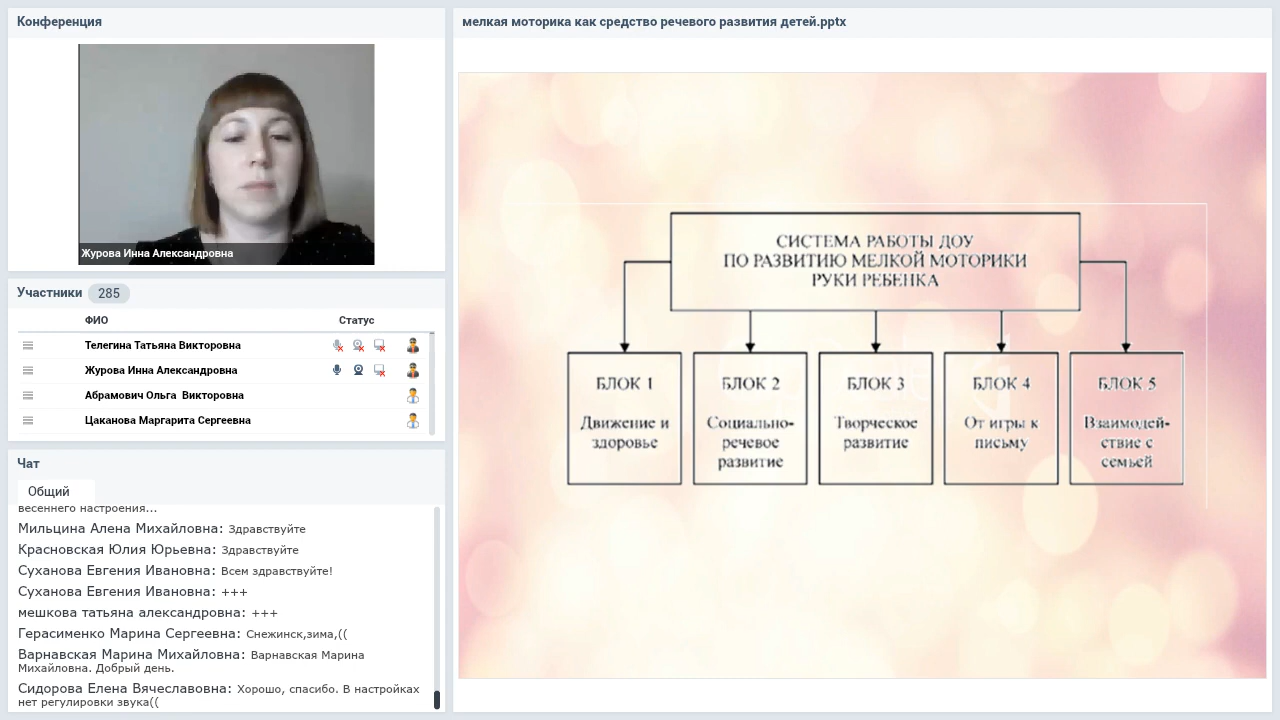 Конференция
Журова Инна Александровна
Участники 285
ФИО Статус
Телегина Татьяна Викторовна
Журова Инна Александровна
Абрамович Ольга Викторовна
Цаканова Маргарита Сергеевна
Чат
Общий
весеннего настроения...
Мильцина Алена Михайловна: Здравствуйте
Красновская Юлия Юрьевна: Здравствуйте
Суханова Евгения Ивановна: Всем здравствуйте!
Суханова Евгения Ивановна: +++
мешкова татьяна александровна: +++
Герасименко Марина Сергеевна: Снежинск,зима,((
Варнавская Марина Михайловна: Варнавская Марина
Михайловна. Добрый день.
Сидорова Елена Вячеславовна: Хорошо, спасибо. В настройках
нет регулировки звука((
мелкая моторика как средство речевого развития детей.pptx
СИСТЕМА РАБОТЫ ДОУ
ПО РАЗВИТИЮ МЕЛКОЙ МОТОРИКИ
РУКИ РЕБЕНКА
БЛОК 1
Движение и
здоровье
БЛОК 2
Социально-
речевое
развитие
БЛОК 3
Творческое
развитие
БЛОК 4
От игры к
письму
БЛОК 5
Взаимодей-
ствие с
семьей